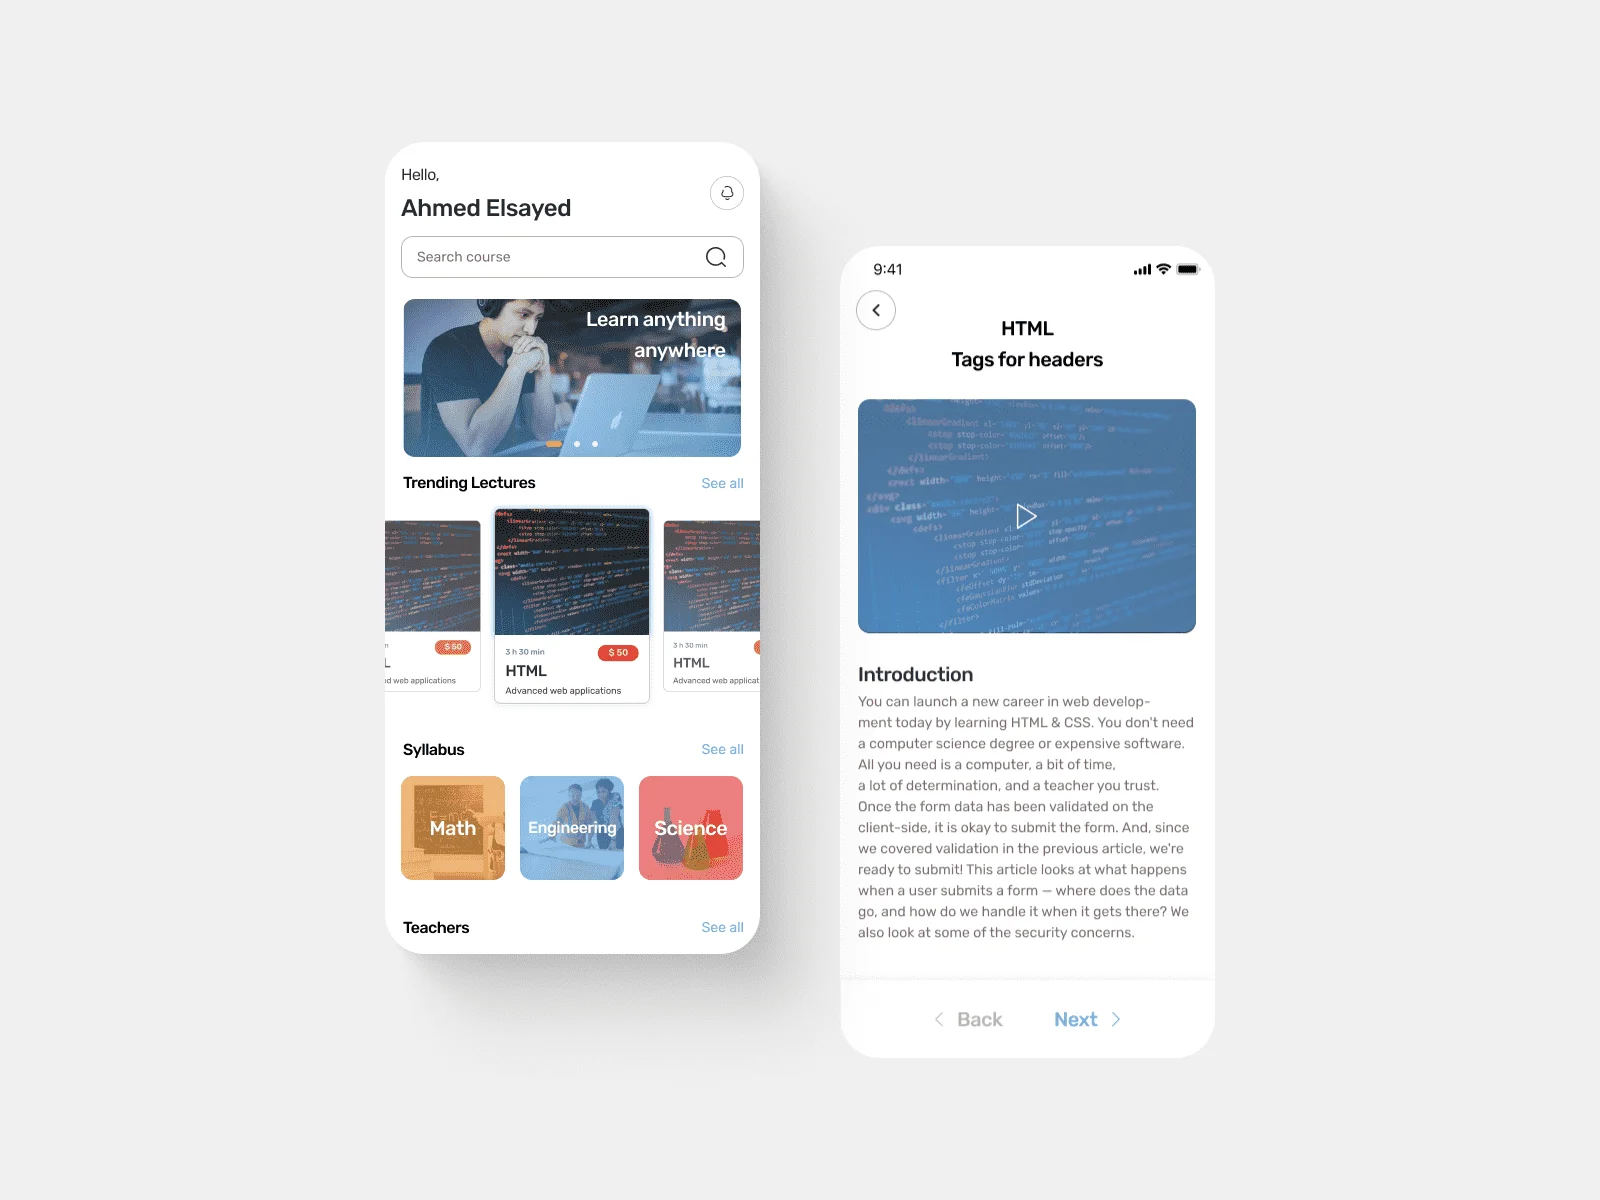 Hello,
Ahmed Elsayed
Search course
Learn anything
anywhere
Trending Lectures
See all
$ 50
3 h 30 min
$ 50
HTML
Advanced web applications
3 h 30 min
HTML
Advanced web applicat
web applications
Syllabus
See all
Math
Engineering
Science
Teachers
See all
9:41
HTML
Tags for headers
Introduction
You can launch a new career in web develop-
ment today by learning HTML & CSS. You don't need
a computer science degree or expensive software.
All you need is a computer, a bit of time,
a lot of determination, and a teacher you trust.
Once the form data has been validated on the
client-side, it is okay to submit the form. And, since
we covered validation in the previous article, we're
ready to submit! This article looks at what happens
when a user submits a form — where does the data
go, and how do we handle it when it gets there? We
also look at some of the security concerns.
Back
Next